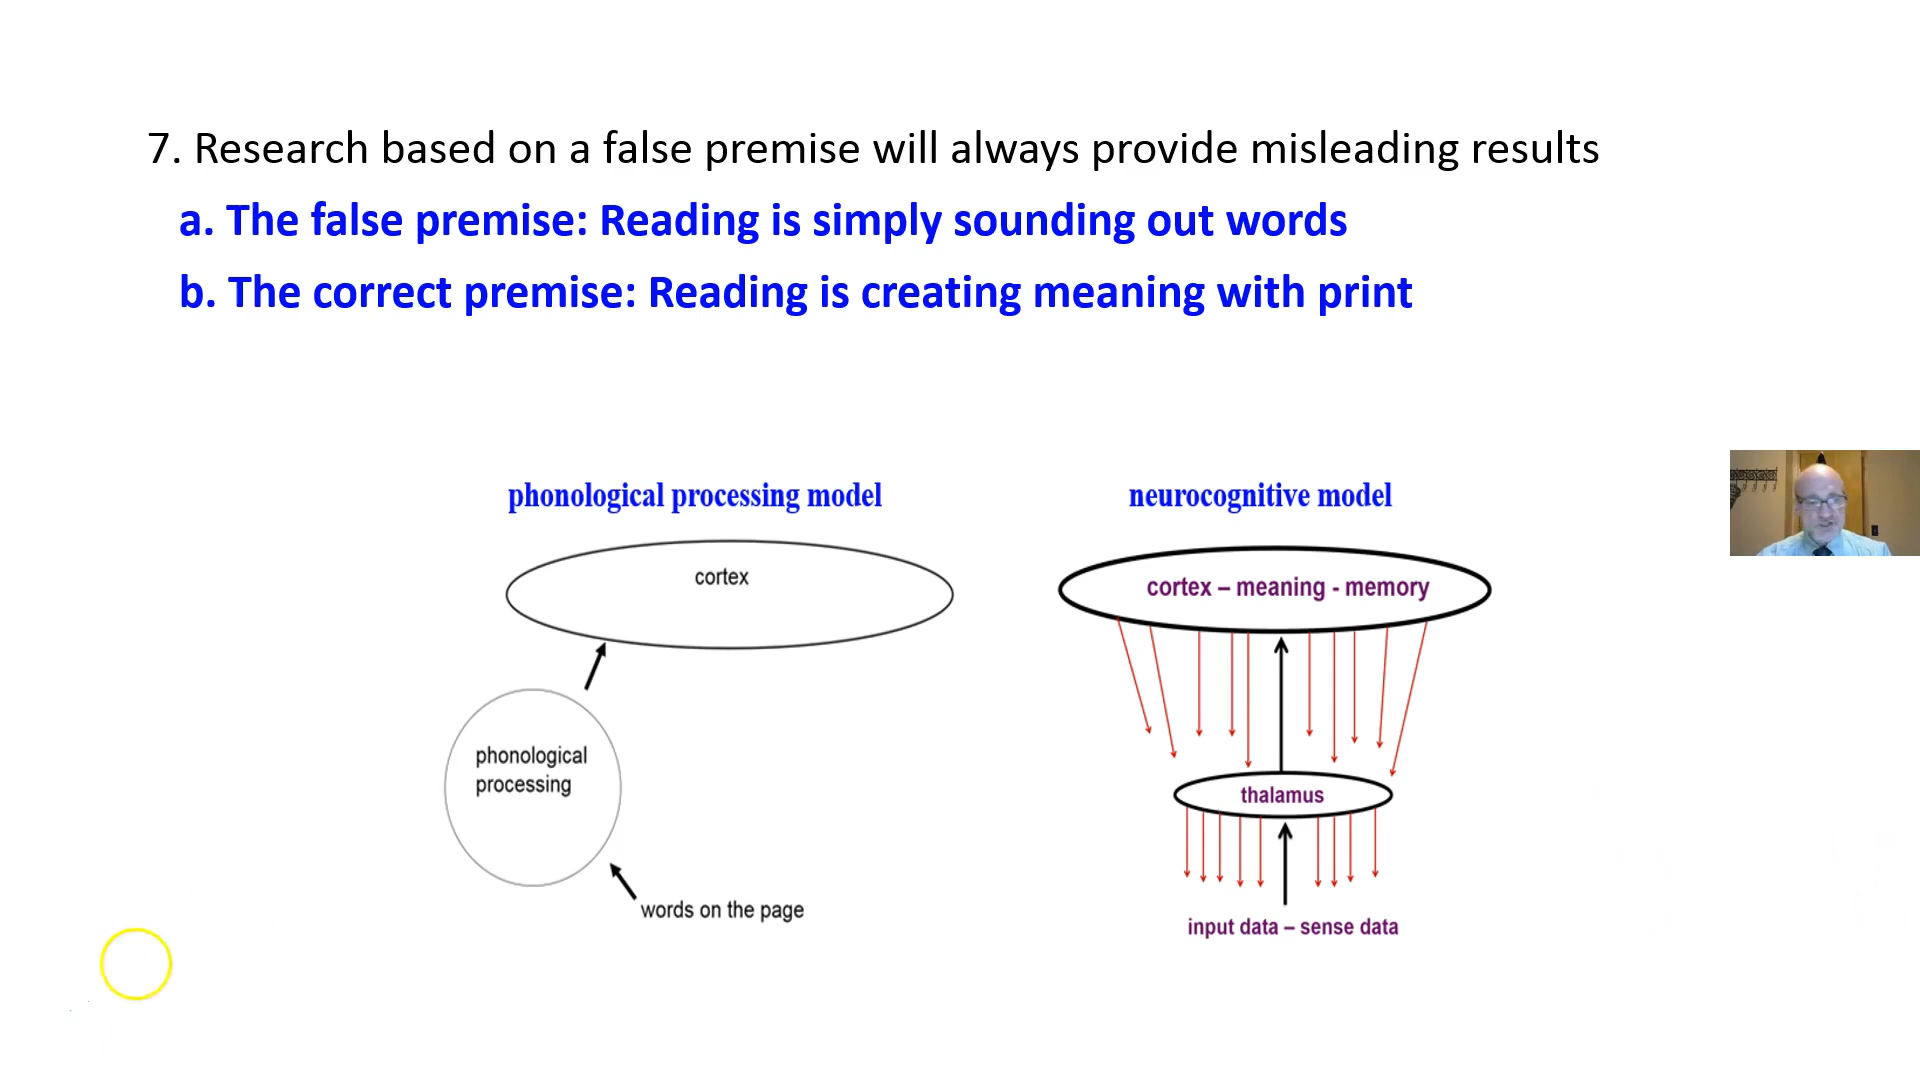 7. Research based on a false premise will always provide misleading results
a. The false premise: Reading is simply sounding out words
b. The correct premise: Reading is creating meaning with print
phonological processing model
cortex
phonological
processing
words on the page
neurocognitive model
cortex – meaning - memory
thalamus
input data – sense data